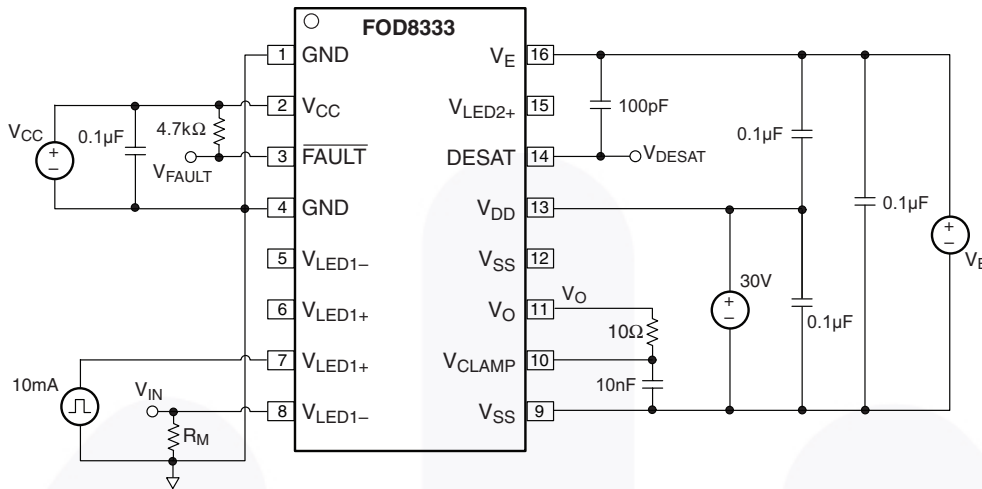 FOD8333
1 GND
2 VCC
3 FAULT
4 GND
5 VLED1–
6 VLED1+
7 VLED1+
8 VLED1–
VE 16
VLED2+ 15
DESAT 14
VDD 13
VSS 12
VO 11
VCLAMP 10
VSS 9
VCC
+
–
0.1µF
4.7kΩ
VFAULT
10mA
VIN
RM
100pF
VDESAT
0.1µF
0.1µF
+
–
VE
30V
+
–
0.1µF
VO
10Ω
10nF